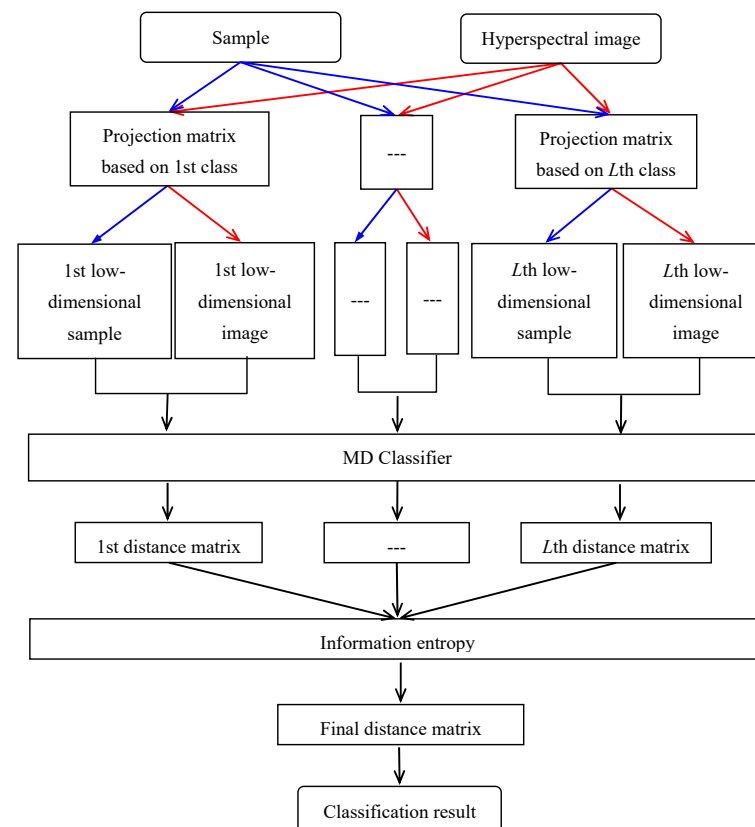 Sample
Hyperspectral image
Projection matrix
based on 1st class
---
Projection matrix
based on Lth class
1st low-
dimensional
sample
1st low-
dimensional
image
---
---
Lth low-
dimensional
sample
Lth low-
dimensional
image
MD Classifier
1st distance matrix
---
Lth distance matrix
Information entropy
Final distance matrix
Classification result